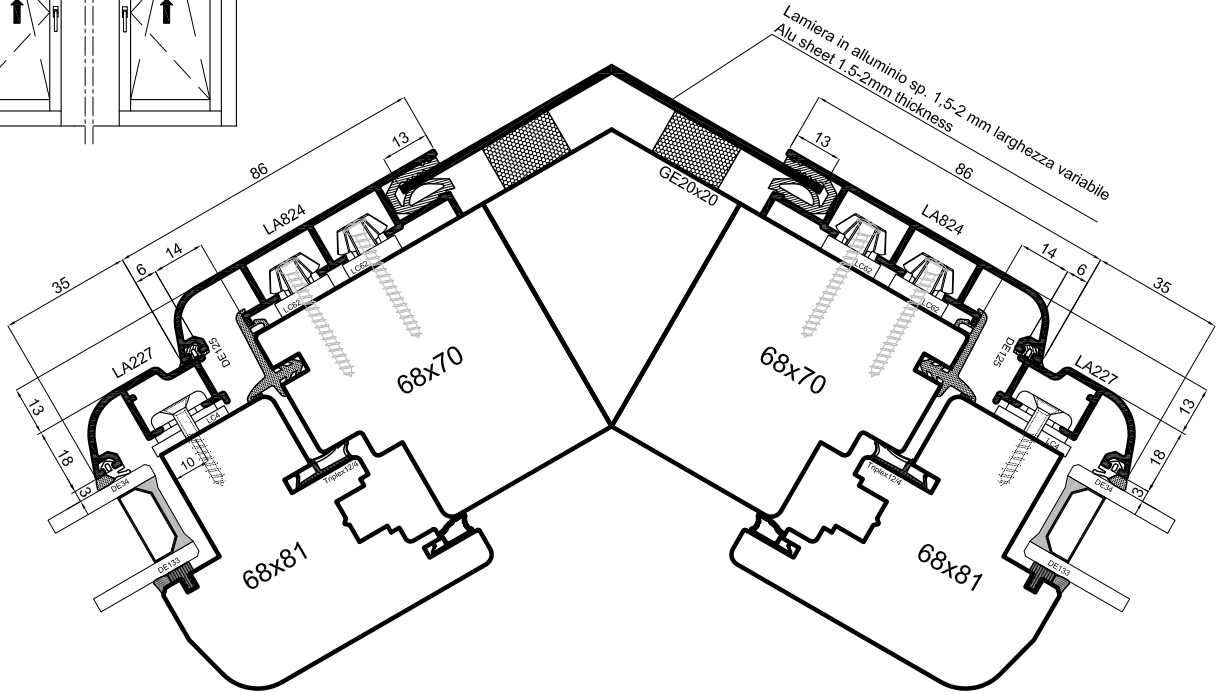 Lamiera in alluminio sp. 1,5-2 mm larghezza variabile
Alu sheet 1.5-2mm thickness
13
86
LA824
14
6
35
LA227
13
18
3
10
DE125
LC62
LC62
LC4
DE34
DE133
Triplex12/4
68x70
68x81
GE20x20
13
86
LA824
14
6
35
LA227
13
18
3
DE125
LC62
LC62
LC4
DE34
DE133
Triplex12/4
68x70
68x81